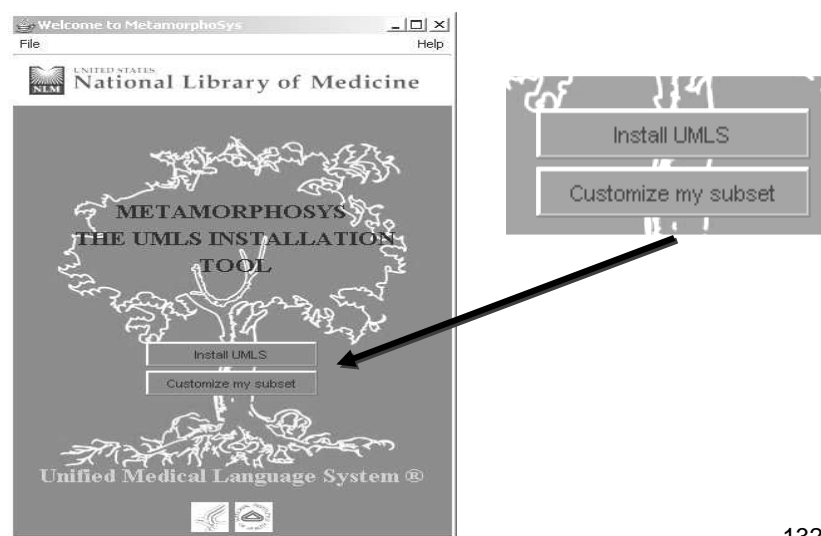 Welcome to MetamorphoSys
File Help
UNITED STATES
National Library of Medicine
NLM
METAMORPHOSYS
THE UMLS INSTALLATION
TOOL
Install UMLS
Customize my subset
Unified Medical Language System ®
Install UMLS
Customize my subset
132